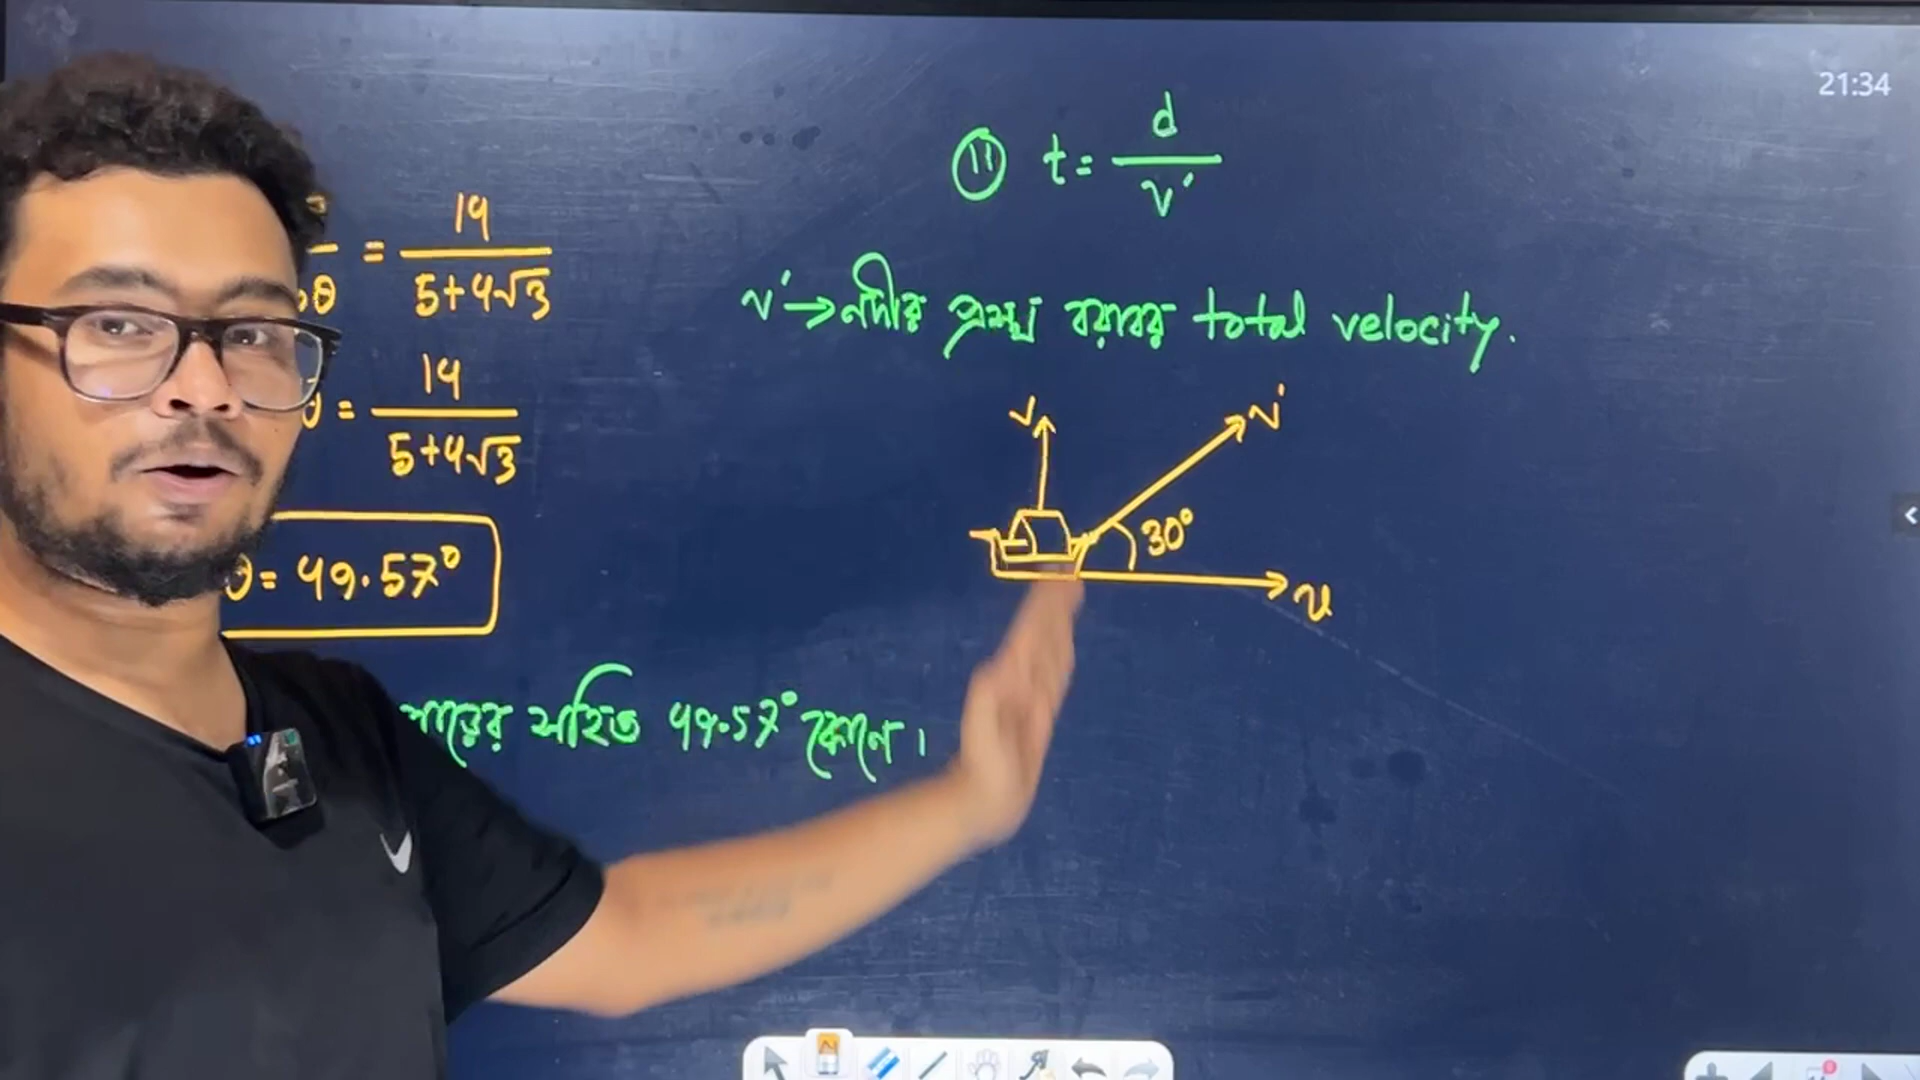 21:34
11 t = d / v'
v' → নদীর প্রস্থ বরাবর total velocity.
θ = 14 / 5+4√3
θ = 14 / 5+4√3
θ = 49.57°
v v'
30°
u
পাড়ের সহিত 49.57° কোণে।